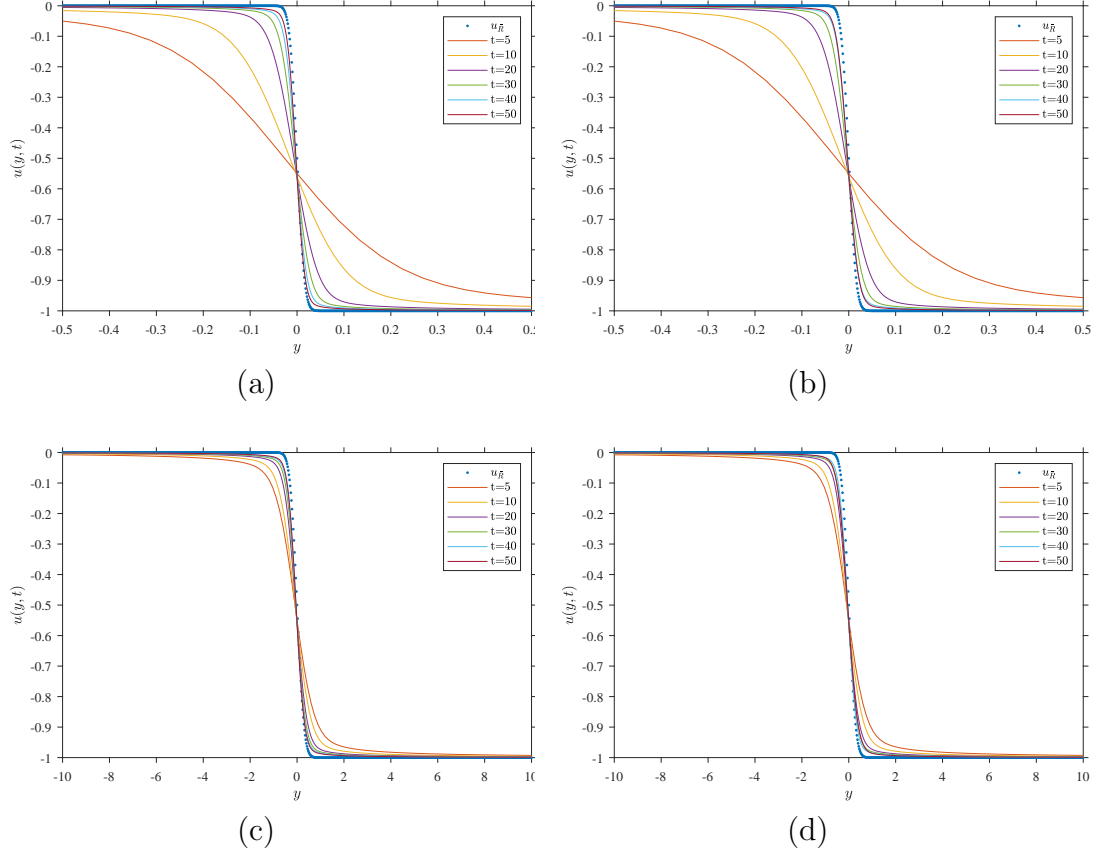 0
-0.1
-0.2
-0.3
-0.4
-0.5
-0.6
-0.7
-0.8
-0.9
-1
u(y, t)
-0.5 -0.4 -0.3 -0.2 -0.1 0 0.1 0.2 0.3 0.4 0.5
y
u_R̃
t=5
t=10
t=20
t=30
t=40
t=50
(a)
0
-0.1
-0.2
-0.3
-0.4
-0.5
-0.6
-0.7
-0.8
-0.9
-1
u(y, t)
-0.5 -0.4 -0.3 -0.2 -0.1 0 0.1 0.2 0.3 0.4 0.5
y
u_R̃
t=5
t=10
t=20
t=30
t=40
t=50
(b)
0
-0.1
-0.2
-0.3
-0.4
-0.5
-0.6
-0.7
-0.8
-0.9
-1
u(y, t)
-10 -8 -6 -4 -2 0 2 4 6 8 10
y
u_R̃
t=5
t=10
t=20
t=30
t=40
t=50
(c)
0
-0.1
-0.2
-0.3
-0.4
-0.5
-0.6
-0.7
-0.8
-0.9
-1
u(y, t)
-10 -8 -6 -4 -2 0 2 4 6 8 10
y
u_R̃
t=5
t=10
t=20
t=30
t=40
t=50
(d)